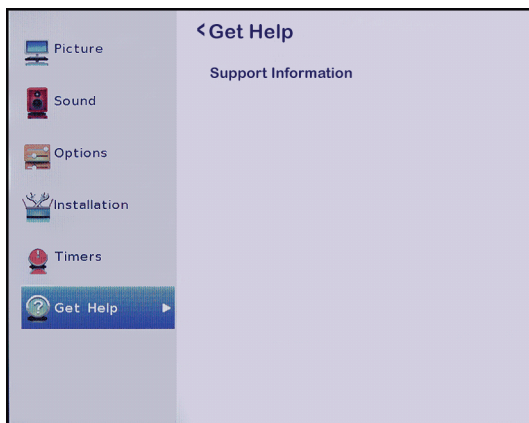 Picture
Sound
Options
Installation
Timers
Get Help
<Get Help
Support Information